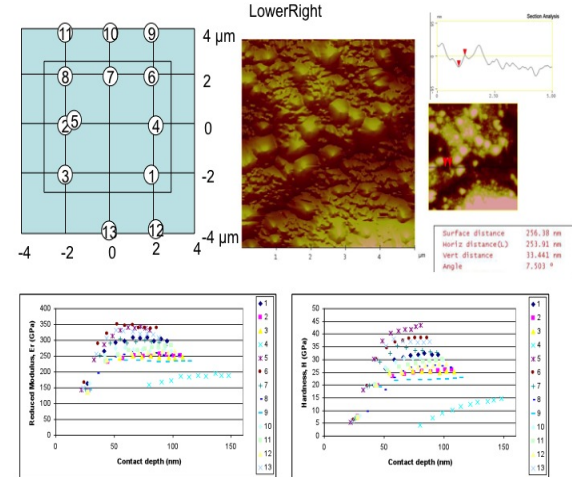 LowerRight
11 10 9 4 µm
8 7 6 2
2 5 4 0
3 1 -2
13 12 -4 µm
-4 -2 0 2 4
1 2 3 4 µm
Section Analysis
0 2.50 5.00
Surface distance 256.38 nm
Horiz distance(L) 253.91 nm
Vert distance 33.441 nm
Angle 7.503 °
Reduced Modulus, Er (GPa)
400
350
300
250
200
150
100
50
0
0 50 100 150
Contact depth (nm)
1
2
3
4
5
6
7
8
9
10
11
12
13
Hardness, H (GPa)
50
45
40
35
30
25
20
15
10
5
0
0 50 100 150
Contact depth (nm)
1
2
3
4
5
6
7
8
9
10
11
12
13